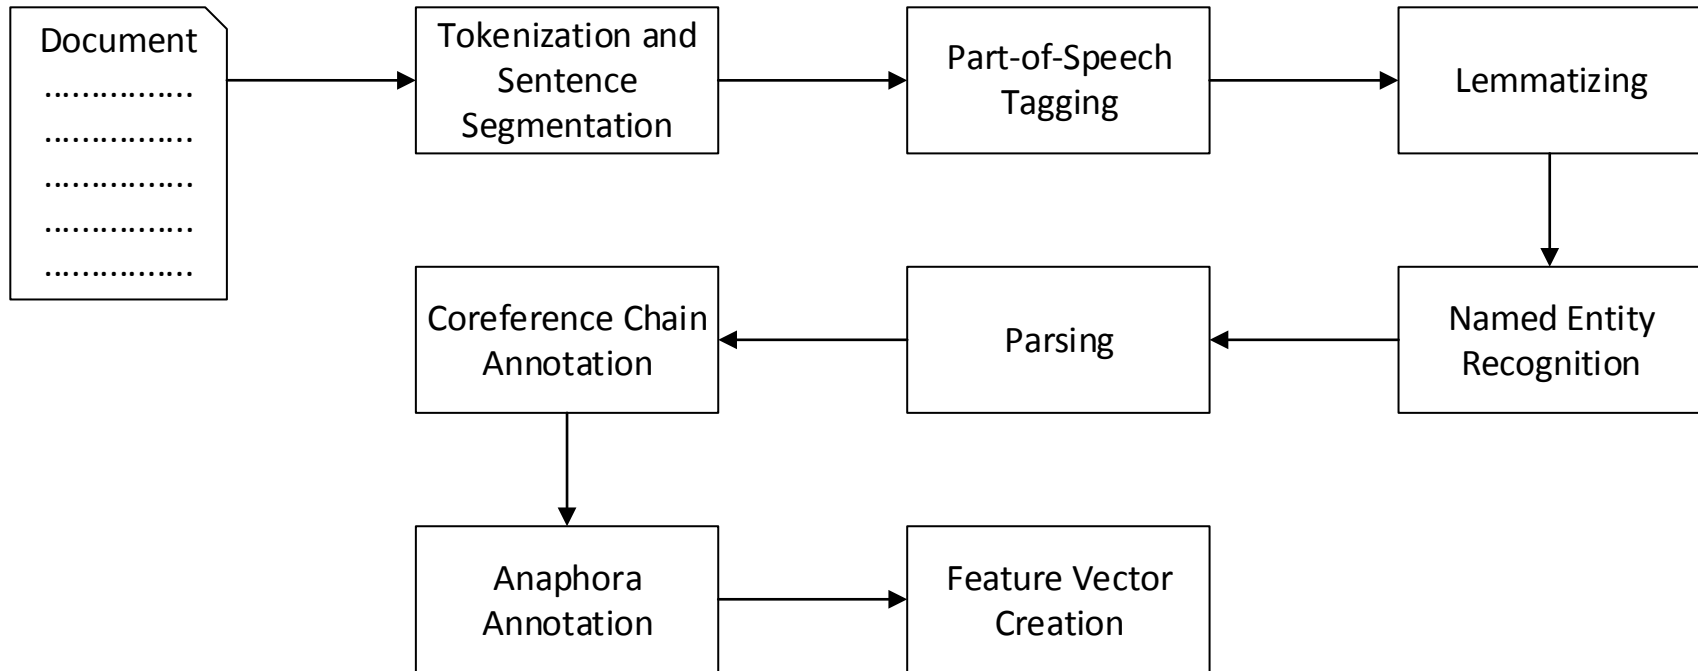 Document
................
................
................
................
................
Tokenization and
Sentence
Segmentation
Part-of-Speech
Tagging
Lemmatizing
Named Entity
Recognition
Parsing
Coreference Chain
Annotation
Anaphora
Annotation
Feature Vector
Creation